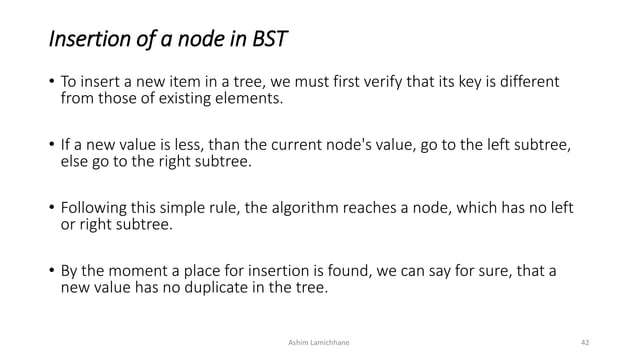 Insertion of a node in BST
• To insert a new item in a tree, we must first verify that its key is different
from those of existing elements.
• If a new value is less, than the current node's value, go to the left subtree,
else go to the right subtree.
• Following this simple rule, the algorithm reaches a node, which has no left
or right subtree.
• By the moment a place for insertion is found, we can say for sure, that a
new value has no duplicate in the tree.
Ashim Lamichhane
42